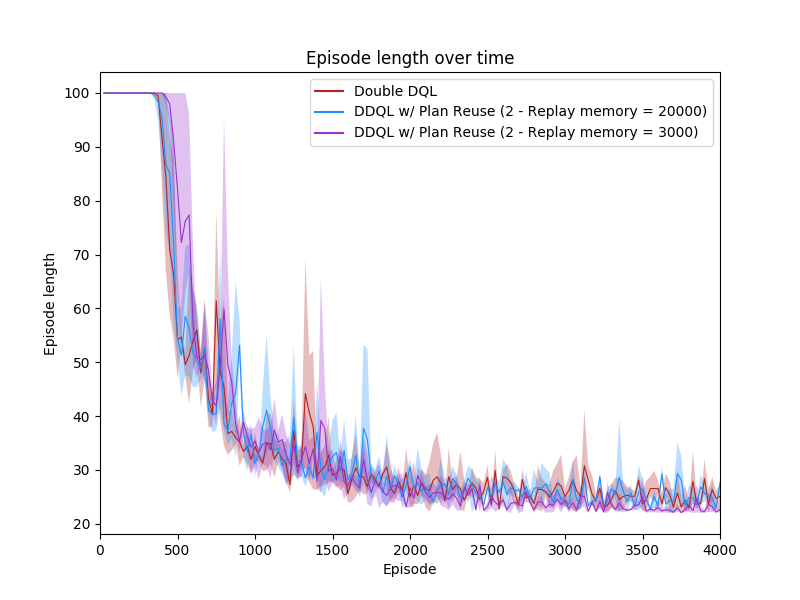 Episode length over time
Double DQL
DDQL w/ Plan Reuse (2 - Replay memory = 20000)
DDQL w/ Plan Reuse (2 - Replay memory = 3000)
Episode length
100
90
80
70
60
50
40
30
20
0 500 1000 1500 2000 2500 3000 3500 4000
Episode